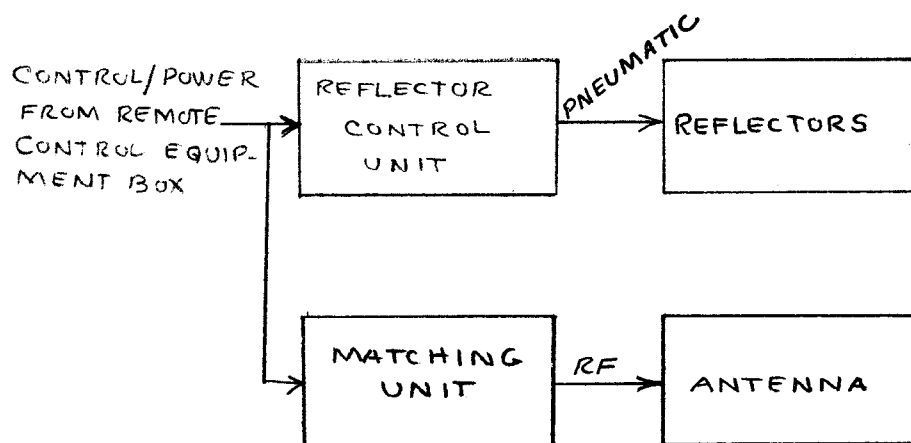 CONTROL/POWER
FROM REMOTE
CONTROL EQUIP-
MENT BOX
REFLECTOR
CONTROL
UNIT
PNEUMATIC
REFLECTORS
MATCHING
UNIT
RF
ANTENNA